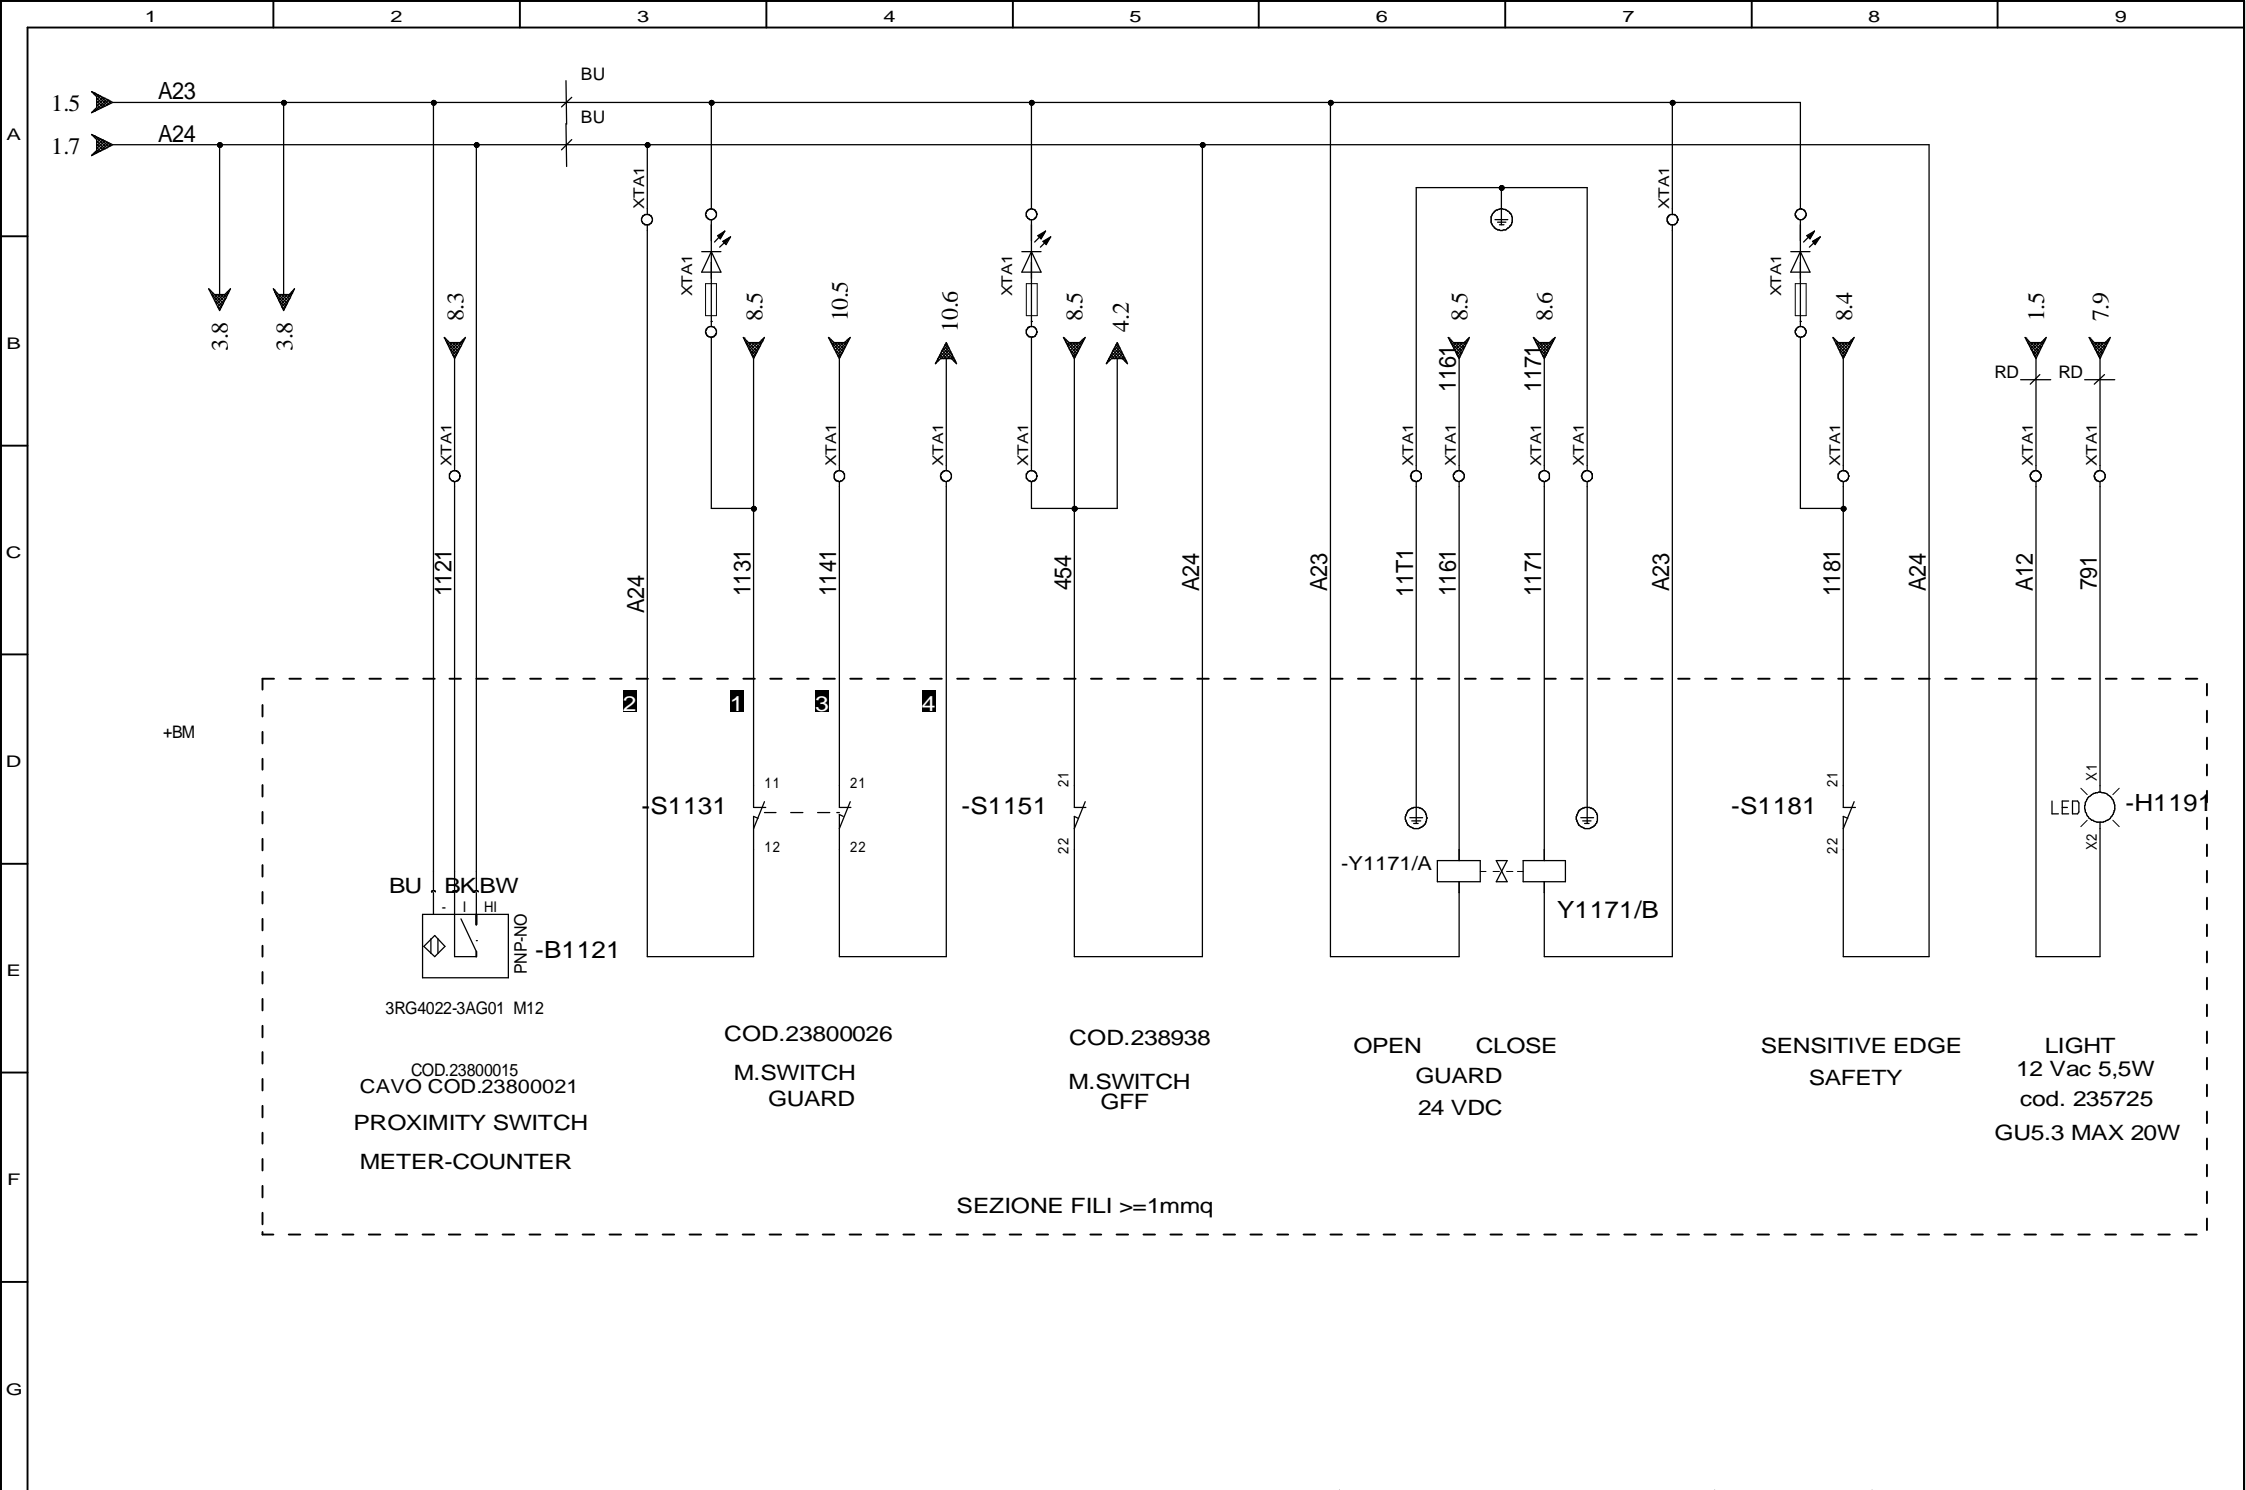 1 2 3 4 5 6 7 8 9
A
B
C
D
E
F
G
1.5 A23 BU
1.7 A24 BU
XTA1 XTA1
XTA1 XTA1 XTA1
3.8 3.8 8.3 8.5 10.5 10.6 8.5 4.2 8.5 8.6 8.4 1.5 7.9
1161 1171
RD RD
XTA1 XTA1 XTA1 XTA1 XTA1 XTA1 XTA1 XTA1 XTA1 XTA1 XTA1
1121 A24 1131 1141 454 A24 A23 11T1 1161 1171 A23 1181 A24 A12 791
2 1 3 4
+BM
11 21 21 21 X1
-S1131 -S1151 -S1181 LED -H1191
12 22 22 22 X2
-Y1171/A
Y1171/B
BU BK BW
- I HI
PNP-NO
-B1121
3RG4022-3AG01 M12
COD.23800015
CAVO COD.23800021
PROXIMITY SWITCH
METER-COUNTER
COD.23800026
M.SWITCH
GUARD
COD.238938
M.SWITCH
GFF
OPEN CLOSE
GUARD
24 VDC
SENSITIVE EDGE
SAFETY
LIGHT
12 Vac 5,5W
cod. 235725
GU5.3 MAX 20W
SEZIONE FILI >=1mmq